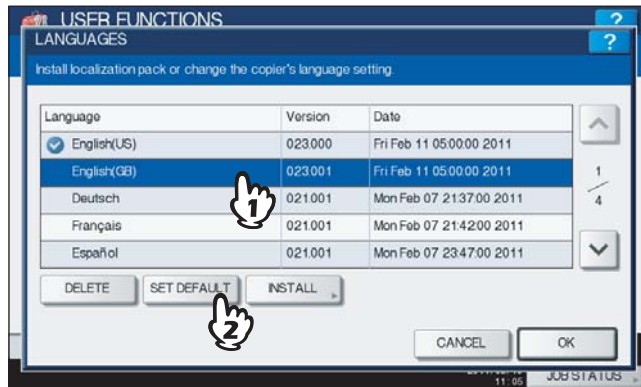 USER FUNCTIONS ?
LANGUAGES ?
Install localization pack or change the copier's language setting.
Language Version Date
English(US) 023.000 Fri Feb 11 05:00:00 2011
English(GB) 023.001 Fri Feb 11 05:00:00 2011
1
Deutsch 021.001 Mon Feb 07 21:37:00 2011
Français 021.001 Mon Feb 07 21:42:00 2011
Español 021.001 Mon Feb 07 23:47:00 2011
1
4
DELETE SET DEFAULT INSTALL
2
CANCEL OK
11:05 JOB STATUS